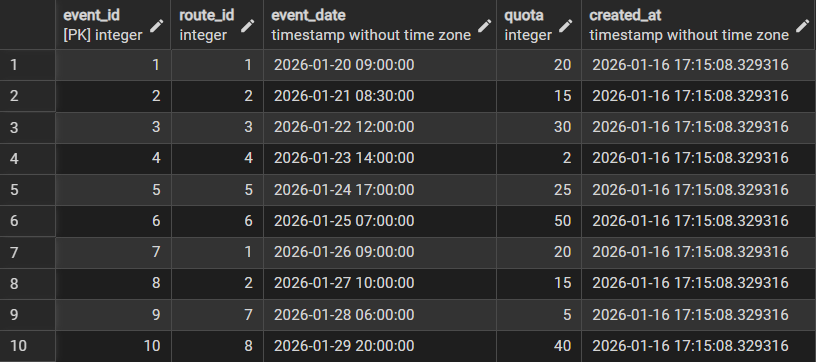 event_id route_id event_date quota created_at
[PK] integer integer timestamp without time zone integer timestamp without time zone
1 1 1 2026-01-20 09:00:00 20 2026-01-16 17:15:08.329316
2 2 2 2026-01-21 08:30:00 15 2026-01-16 17:15:08.329316
3 3 3 2026-01-22 12:00:00 30 2026-01-16 17:15:08.329316
4 4 4 2026-01-23 14:00:00 2 2026-01-16 17:15:08.329316
5 5 5 2026-01-24 17:00:00 25 2026-01-16 17:15:08.329316
6 6 6 2026-01-25 07:00:00 50 2026-01-16 17:15:08.329316
7 7 1 2026-01-26 09:00:00 20 2026-01-16 17:15:08.329316
8 8 2 2026-01-27 10:00:00 15 2026-01-16 17:15:08.329316
9 9 7 2026-01-28 06:00:00 5 2026-01-16 17:15:08.329316
10 10 8 2026-01-29 20:00:00 40 2026-01-16 17:15:08.329316